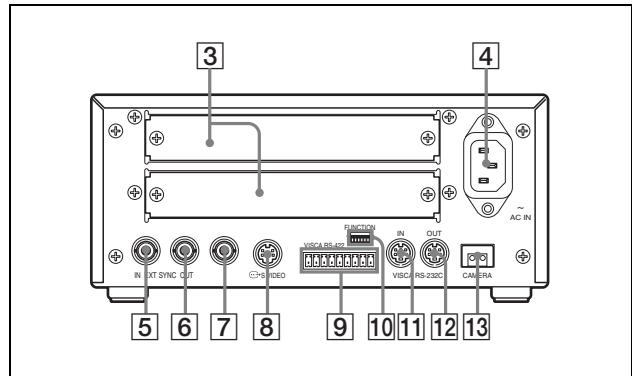 3
4
~
AC IN
FUNCTION
VISCA RS-422
IN
OUT
IN EXT SYNC OUT
S VIDEO
VISCA RS-232C
CAMERA
5
6
7
8
9
10
11
12
13